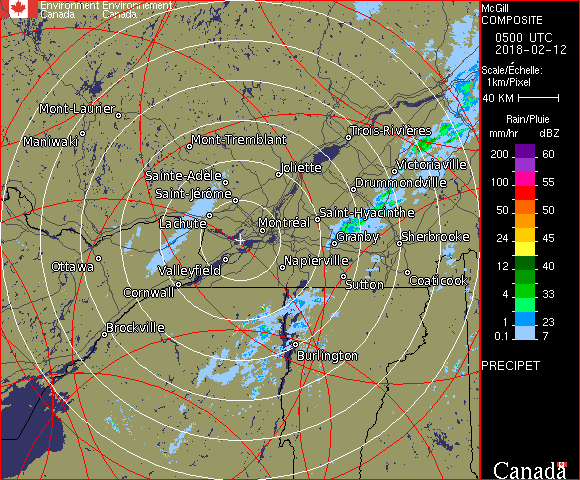 Environment Environnement
Canada Canada
McGill
COMPOSITE
0500 UTC
2018-02-12
Scale/Échelle:
1km/Pixel
40 KM
Rain/Pluie
mm/hr dBZ
200 60
100 55
50 50
24 45
12 40
4 33
1 23
0.1 7
PRECIPET
Canada
Mont-Laurier
Maniwaki
Mont-Tremblant
Trois-Rivières
Victoriaville
Joliette
Sainte-Adèle
Drummondville
Saint-Jérôme
Lachute
Saint-Hyacinthe
Montréal
Granby
Sherbrooke
Ottawa
Valleyfield
Napierville
Cornwall
Sutton
Coaticook
Brockville
Burlington